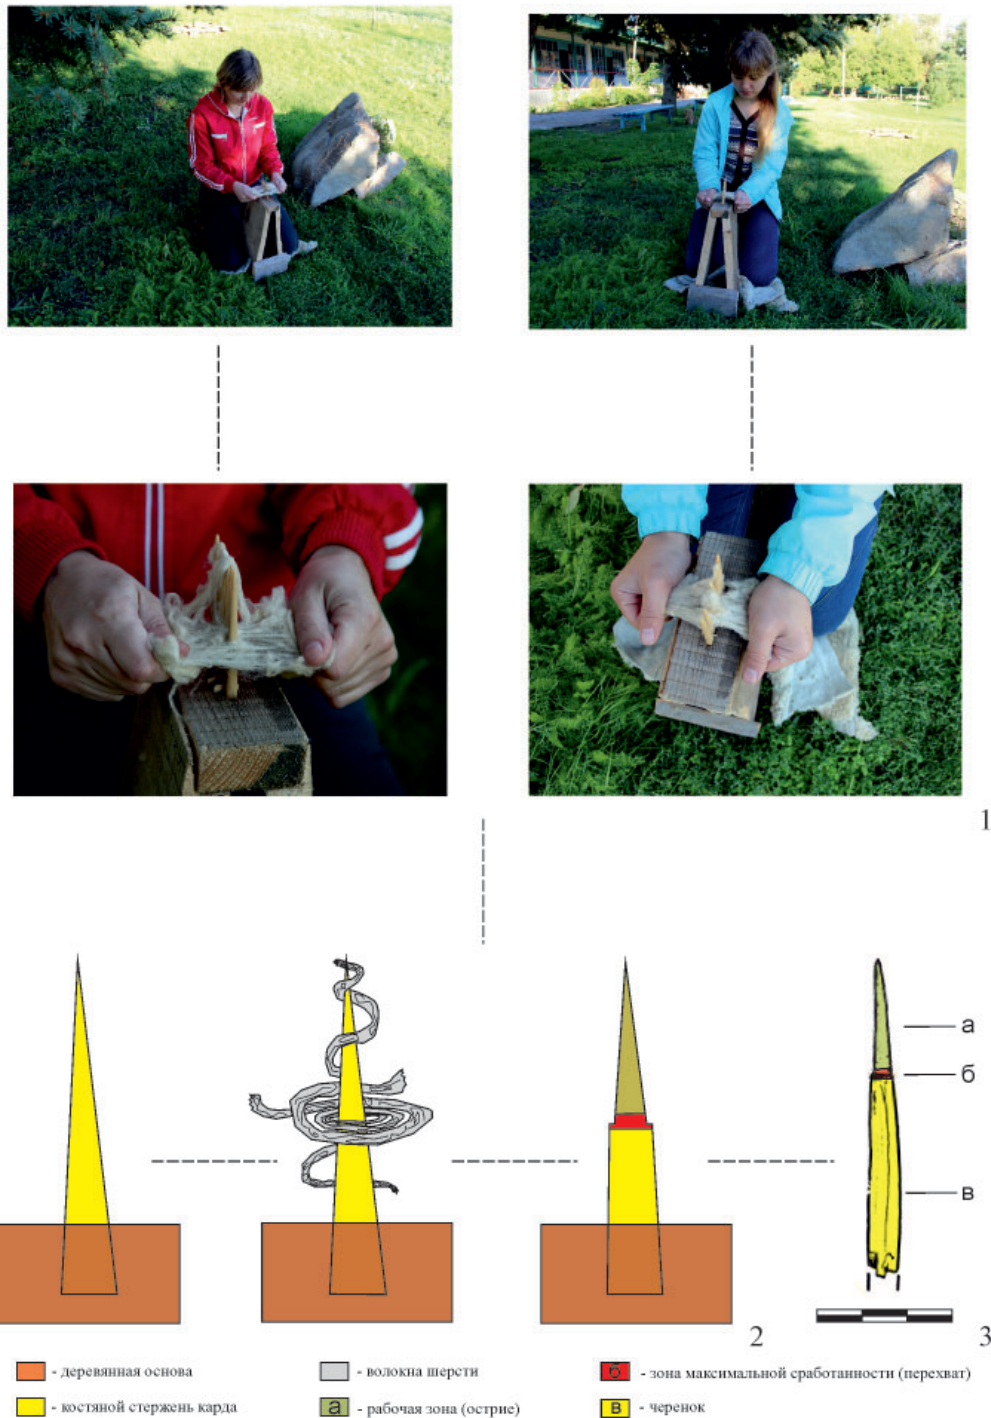 1
а
б
в
2
3
- деревянная основа
- волокна шерсти
б - зона максимальной сработанности (перехват)
- костяной стержень карда
а - рабочая зона (острие)
в - черенок